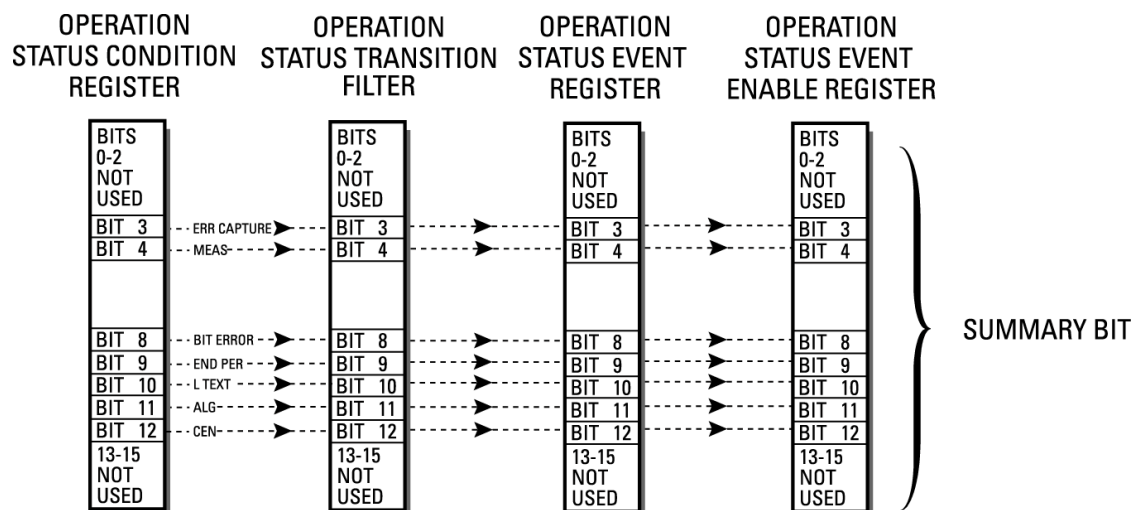 OPERATION
STATUS CONDITION
REGISTER
OPERATION
STATUS TRANSITION
FILTER
OPERATION
STATUS EVENT
REGISTER
OPERATION
STATUS EVENT
ENABLE REGISTER
BITS
0-2
NOT
USED
BIT 3
BIT 4
BIT 8
BIT 9
BIT 10
BIT 11
BIT 12
13-15
NOT
USED
ERR CAPTURE
MEAS
BIT ERROR
END PER
L TEXT
ALG
CEN
BITS
0-2
NOT
USED
BIT 3
BIT 4
BIT 8
BIT 9
BIT 10
BIT 11
BIT 12
13-15
NOT
USED
BITS
0-2
NOT
USED
BIT 3
BIT 4
BIT 8
BIT 9
BIT 10
BIT 11
BIT 12
13-15
NOT
USED
BITS
0-2
NOT
USED
BIT 3
BIT 4
BIT 8
BIT 9
BIT 10
BIT 11
BIT 12
13-15
NOT
USED
SUMMARY BIT